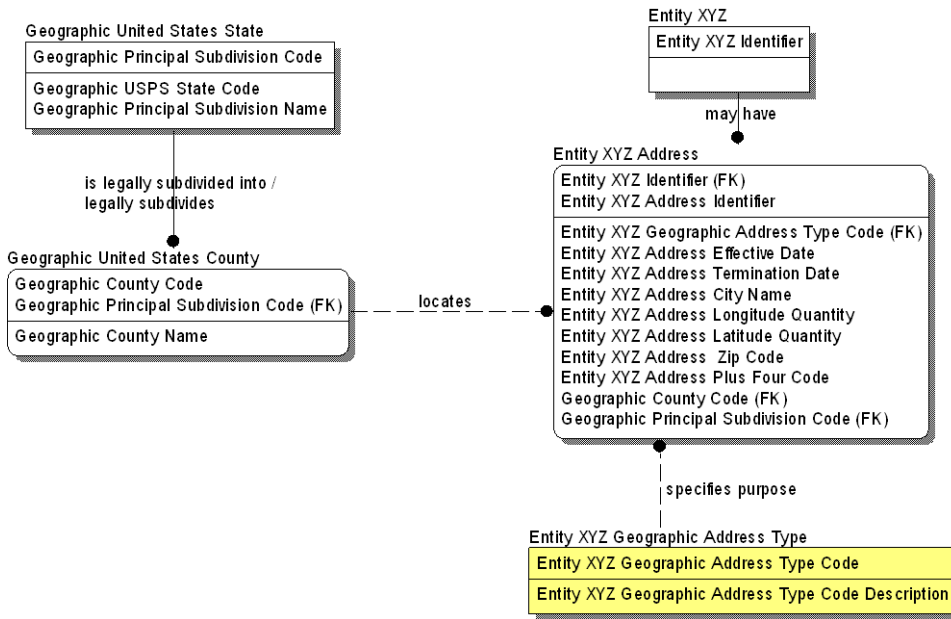 Geographic United States State
Geographic Principal Subdivision Code
Geographic USPS State Code
Geographic Principal Subdivision Name
is legally subdivided into /
legally subdivides
Geographic United States County
Geographic County Code
Geographic Principal Subdivision Code (FK)
Geographic County Name
locates
Entity XYZ
Entity XYZ Identifier
may have
Entity XYZ Address
Entity XYZ Identifier (FK)
Entity XYZ Address Identifier
Entity XYZ Geographic Address Type Code (FK)
Entity XYZ Address Effective Date
Entity XYZ Address Termination Date
Entity XYZ Address City Name
Entity XYZ Address Longitude Quantity
Entity XYZ Address Latitude Quantity
Entity XYZ Address Zip Code
Entity XYZ Address Plus Four Code
Geographic County Code (FK)
Geographic Principal Subdivision Code (FK)
specifies purpose
Entity XYZ Geographic Address Type
Entity XYZ Geographic Address Type Code
Entity XYZ Geographic Address Type Code Description